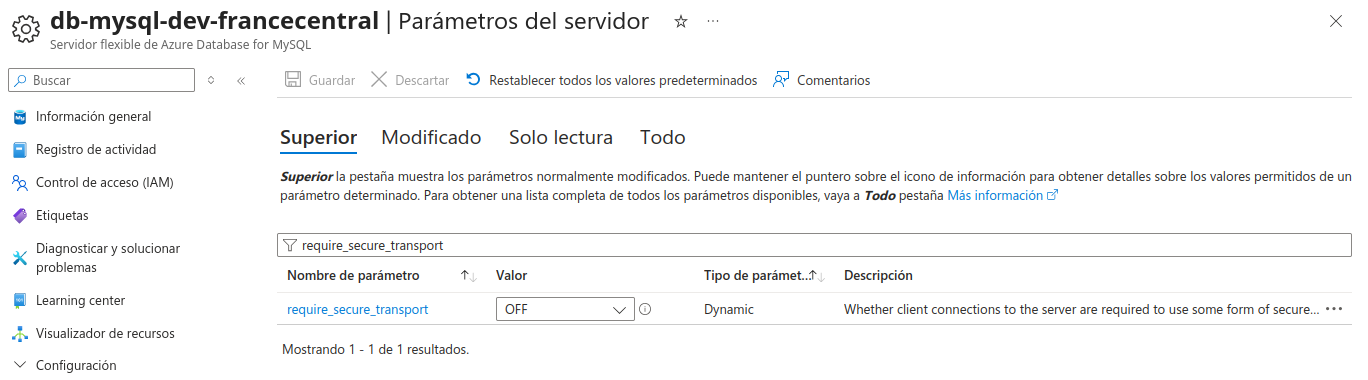 db-mysql-dev-francecentral | Parámetros del servidor
Servidor flexible de Azure Database for MySQL
Buscar
Guardar Descartar Restablecer todos los valores predeterminados Comentarios
Información general
Registro de actividad
Control de acceso (IAM)
Etiquetas
Diagnosticar y solucionar
problemas
Learning center
Visualizador de recursos
Configuración
Superior Modificado Solo lectura Todo
Superior la pestaña muestra los parámetros normalmente modificados. Puede mantener el puntero sobre el icono de información para obtener detalles sobre los valores permitidos de un
parámetro determinado. Para obtener una lista completa de todos los parámetros disponibles, vaya a Todo pestaña Más información
require_secure_transport
Nombre de parámetro Valor Tipo de parámet... Descripción
require_secure_transport OFF Dynamic Whether client connections to the server are required to use some form of secure...
Mostrando 1 - 1 de 1 resultados.